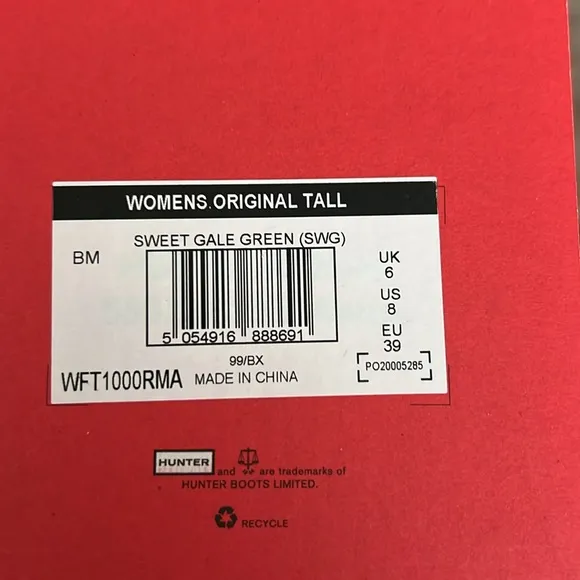 WOMENS ORIGINAL TALL
SWEET GALE GREEN (SWG)
BM
UK
6
US
8
EU
39
5 054916 888691
99/BX
WFT1000RMA MADE IN CHINA
PO20005285
HUNTER and are trademarks of
HUNTER BOOTS LIMITED.
RECYCLE